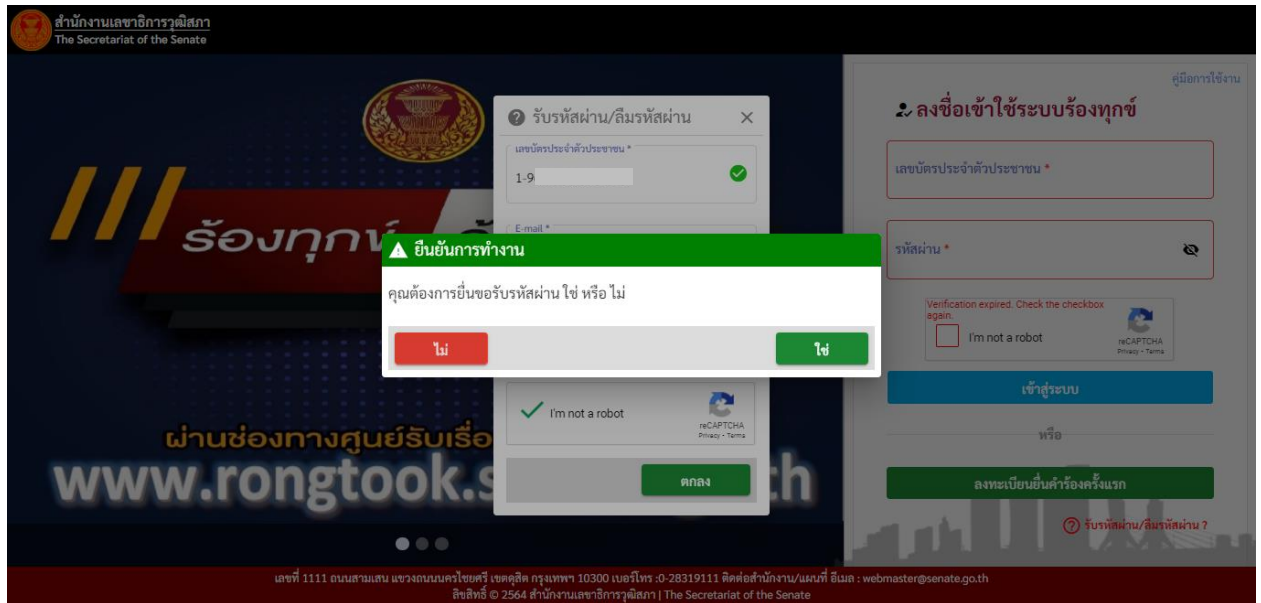 สำนักงานเลขาธิการวุฒิสภา
The Secretariat of the Senate
คู่มือการใช้งาน
ลงชื่อเข้าใช้ระบบร้องทุกข์
เลขบัตรประจำตัวประชาชน *
รหัสผ่าน *
Verification expired. Check the checkbox
again.
I'm not a robot
reCAPTCHA
Privacy - Terms
เข้าสู่ระบบ
หรือ
ลงทะเบียนยื่นคำร้องครั้งแรก
รับรหัสผ่าน/ลืมรหัสผ่าน ?
รับรหัสผ่าน/ลืมรหัสผ่าน
เลขบัตรประจำตัวประชาชน *
1-9
E-mail *
ยืนยันการทำงาน
คุณต้องการยื่นขอรับรหัสผ่าน ใช่ หรือ ไม่
ไม่
ใช่
I'm not a robot
reCAPTCHA
Privacy - Terms
ตกลง
ร้องทุกข์
ผ่านช่องทางศูนย์รับเรื่อ
www.rongtook.s
th
เลขที่ 1111 ถนนสามเสน แขวงถนนนครไชยศรี เขตดุสิต กรุงเทพฯ 10300 เบอร์โทร :0-28319111 ติดต่อสำนักงาน/แผนที่ อีเมล : webmaster@senate.go.th
ลิขสิทธิ์ © 2564 สำนักงานเลขาธิการวุฒิสภา | The Secretariat of the Senate